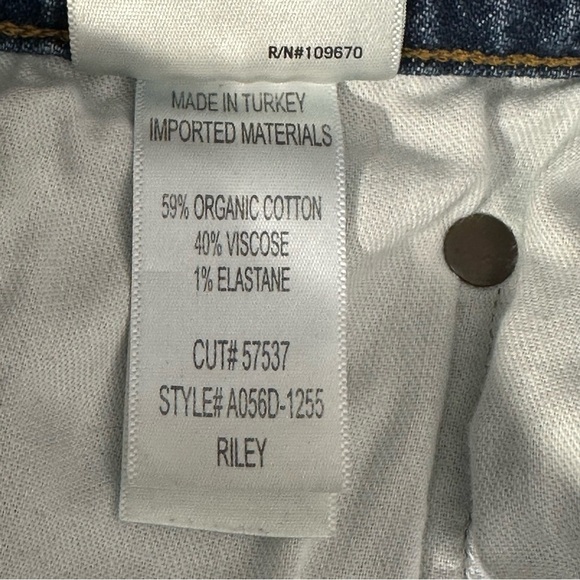 R/N#109670
MADE IN TURKEY
IMPORTED MATERIALS
59% ORGANIC COTTON
40% VISCOSE
1% ELASTANE
CUT# 57537
STYLE# A056D-1255
RILEY